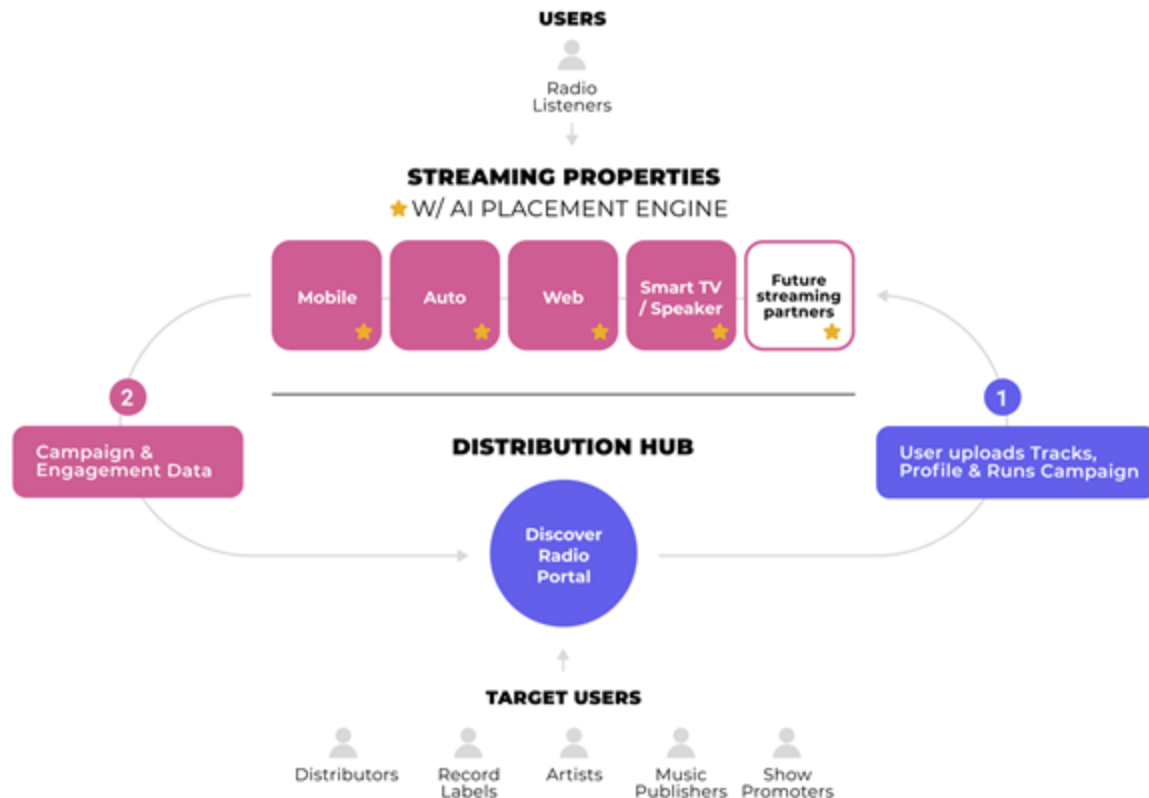 USERS
Radio
Listeners
STREAMING PROPERTIES
W/ AI PLACEMENT ENGINE
Mobile
Auto
Web
Smart TV
/ Speaker
Future
streaming
partners
2
1
Campaign &
Engagement Data
DISTRIBUTION HUB
User uploads Tracks,
Profile & Runs Campaign
Discover
Radio
Portal
TARGET USERS
Distributors
Record
Labels
Artists
Music
Publishers
Show
Promoters